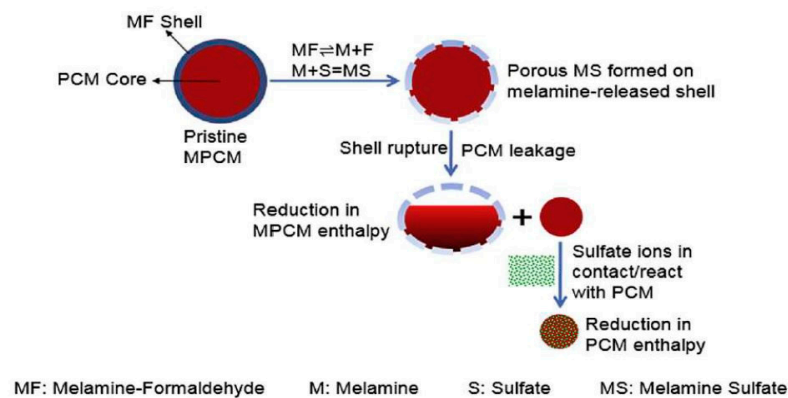 MF Shell
PCM Core
Pristine
MPCM
MF⇌M+F
M+S=MS
Porous MS formed on
melamine-released shell
Shell rupture
PCM leakage
Reduction in
MPCM enthalpy
+
Sulfate ions in
contact/react
with PCM
Reduction in
PCM enthalpy
MF: Melamine-Formaldehyde M: Melamine S: Sulfate MS: Melamine Sulfate